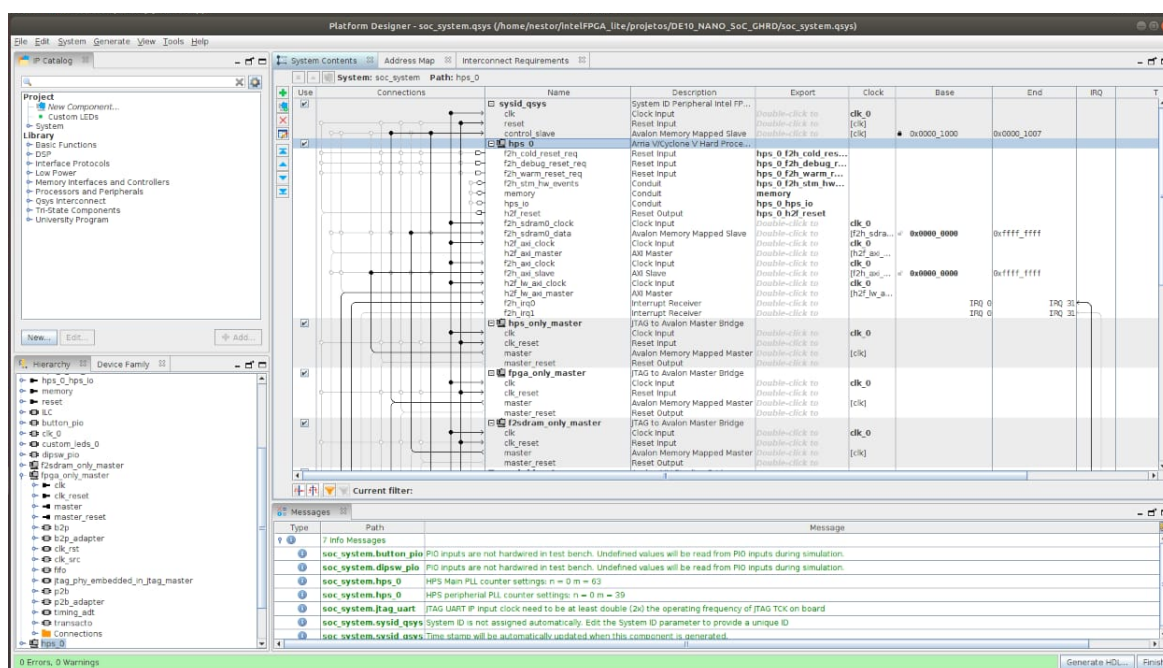 Platform Designer - soc_system.qsys (/home/nestor/intelFPGA_lite/projetos/DE10_NANO_SoC_GHRD/soc_system.qsys)
File Edit System Generate View Tools Help
IP Catalog
Project
New Component...
Custom LEDs
System
Library
Basic Functions
DSP
Interface Protocols
Low Power
Memory Interfaces and Controllers
Processors and Peripherals
Qsys Interconnect
Tri-State Components
University Program
New... Edit... Add...
Hierarchy Device Family
hps_0_hps_io
memory
reset
ILC
button_pio
clk_0
custom_leds_0
dipsw_pio
f2sdram_only_master
fpga_only_master
clk
clk_reset
master
master_reset
b2p
b2p_adapter
clk_rst
clk_src
fifo
jtag_phy_embedded_in_jtag_master
p2b
p2b_adapter
timing_adt
transacto
Connections
hps_0
System Contents Address Map Interconnect Requirements
System: soc_system Path: hps_0
Use Connections Name Description Export Clock Base End IRQ T
sysid_qsys System ID Peripheral Intel FP...
clk Clock Input Double-click to clk_0
reset Reset Input Double-click to [clk]
control_slave Avalon Memory Mapped Slave Double-click to [clk] 0x0000_1000 0x0000_1007
hps_0 Arria V/Cyclone V Hard Proce...
f2h_cold_reset_req Reset Input hps_0_f2h_cold_res...
f2h_debug_reset_req Reset Input hps_0_f2h_debug_r...
f2h_warm_reset_req Reset Input hps_0_f2h_warm_r...
f2h_stm_hw_events Conduit hps_0_f2h_stm_hw...
memory Conduit memory
hps_io Conduit hps_0_hps_io
h2f_reset Reset Output hps_0_h2f_reset
f2h_sdram0_clock Clock Input Double-click to clk_0
f2h_sdram0_data Avalon Memory Mapped Slave Double-click to [f2h_sdra... 0x0000_0000 0xffff_ffff
h2f_axi_clock Clock Input Double-click to clk_0
h2f_axi_master AXI Master Double-click to [h2f_axi_...
f2h_axi_clock Clock Input Double-click to clk_0
f2h_axi_slave AXI Slave Double-click to [f2h_axi_... 0x0000_0000 0xffff_ffff
h2f_lw_axi_clock Clock Input Double-click to clk_0
h2f_lw_axi_master AXI Master Double-click to [h2f_lw_a...
f2h_irq0 Interrupt Receiver Double-click to IRQ 0 IRQ 31
f2h_irq1 Interrupt Receiver Double-click to IRQ 0 IRQ 31
hps_only_master JTAG to Avalon Master Bridge
clk Clock Input Double-click to clk_0
clk_reset Reset Input Double-click to
master Avalon Memory Mapped Master Double-click to [clk]
master_reset Reset Output Double-click to
fpga_only_master JTAG to Avalon Master Bridge
clk Clock Input Double-click to clk_0
clk_reset Reset Input Double-click to
master Avalon Memory Mapped Master Double-click to [clk]
master_reset Reset Output Double-click to
f2sdram_only_master JTAG to Avalon Master Bridge
clk Clock Input Double-click to clk_0
clk_reset Reset Input Double-click to
master Avalon Memory Mapped Master Double-click to [clk]
master_reset Reset Output Double-click to
Current filter:
Messages
Type Path Message
7 Info Messages
soc_system.button_pio PIO inputs are not hardwired in test bench. Undefined values will be read from PIO inputs during simulation.
soc_system.dipsw_pio PIO inputs are not hardwired in test bench. Undefined values will be read from PIO inputs during simulation.
soc_system.hps_0 HPS Main PLL counter settings: n = 0 m = 63
soc_system.hps_0 HPS peripherial PLL counter settings: n = 0 m = 39
soc_system.jtag_uart JTAG UART IP input clock need to be at least double (2x) the operating frequency of JTAG TCK on board
soc_system.sysid_qsys System ID is not assigned automatically. Edit the System ID parameter to provide a unique ID
soc_system.sysid_qsys Time stamp will be automatically updated when this component is generated.
0 Errors, 0 Warnings
Generate HDL... Finish